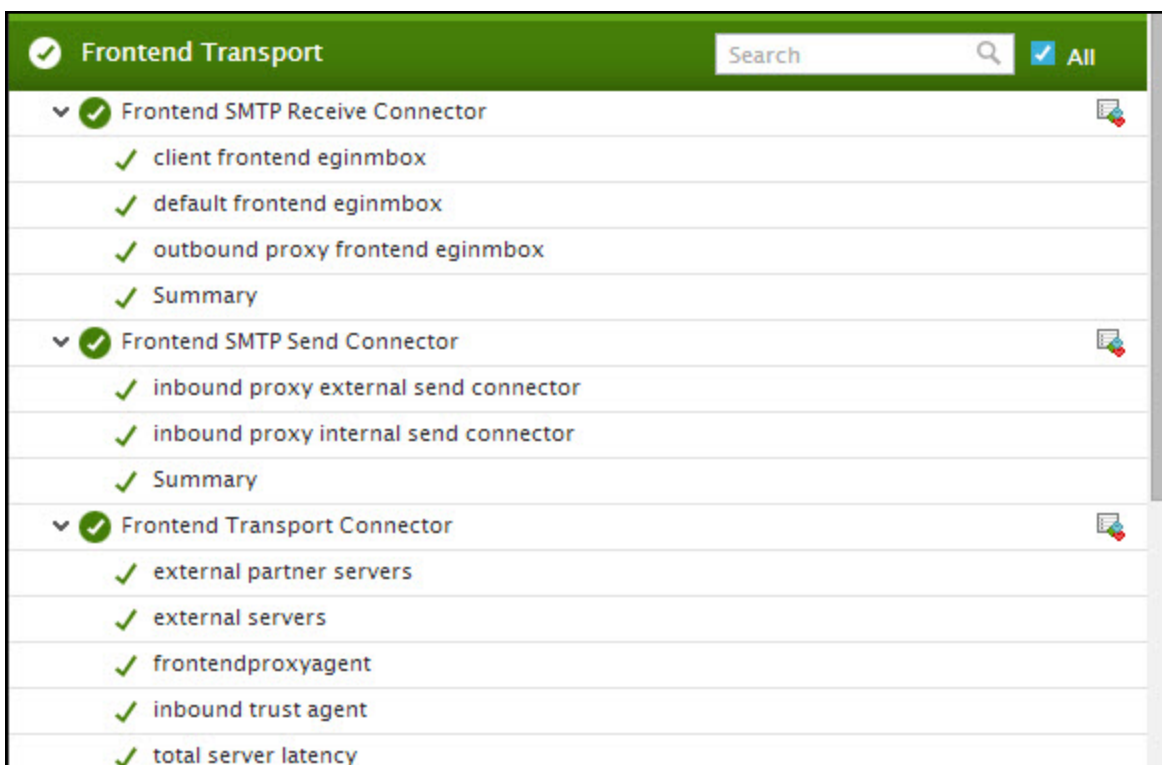 Frontend Transport
Search
All
Frontend SMTP Receive Connector
client frontend eginmbox
default frontend eginmbox
outbound proxy frontend eginmbox
Summary
Frontend SMTP Send Connector
inbound proxy external send connector
inbound proxy internal send connector
Summary
Frontend Transport Connector
external partner servers
external servers
frontendproxyagent
inbound trust agent
total server latency